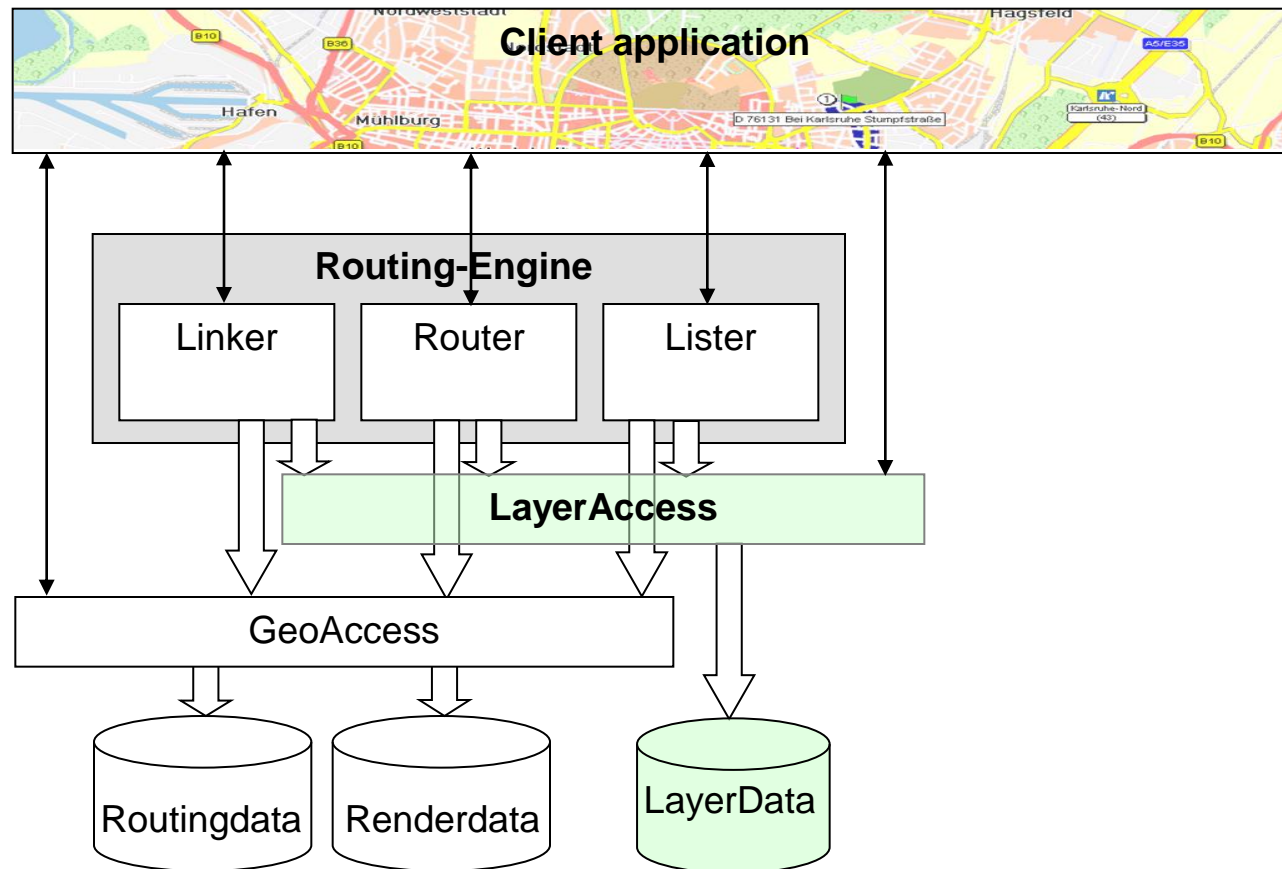 Nordweststadt
Hagsfeld
B10
B36
Client application
A5/E35
Hafen
Mühlburg
1
D 76131 Bei Karlsruhe Stumpfstraße
Karlsruhe-Nord
(43)
B10
B10
Routing-Engine
Linker
Router
Lister
LayerAccess
GeoAccess
Routingdata
Renderdata
LayerData